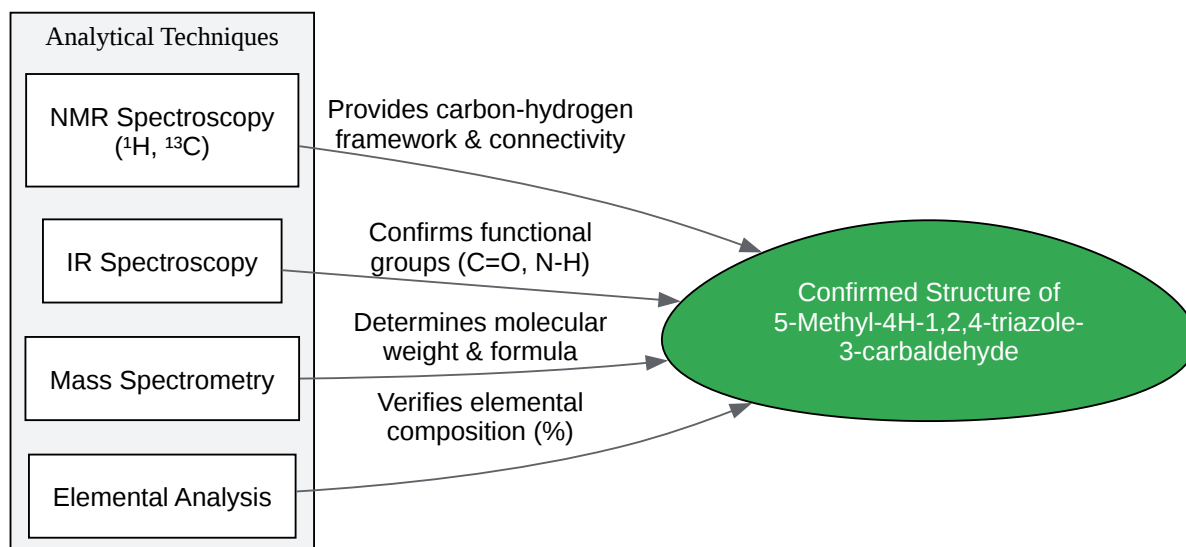 Analytical Techniques
NMR Spectroscopy
(¹H, ¹³C)
Provides carbon-hydrogen
framework & connectivity
IR Spectroscopy
Confirms functional
groups (C=O, N-H)
Mass Spectrometry
Determines molecular
weight & formula
Elemental Analysis
Verifies elemental
composition (%)
Confirmed Structure of
5-Methyl-4H-1,2,4-triazole-
3-carbaldehyde